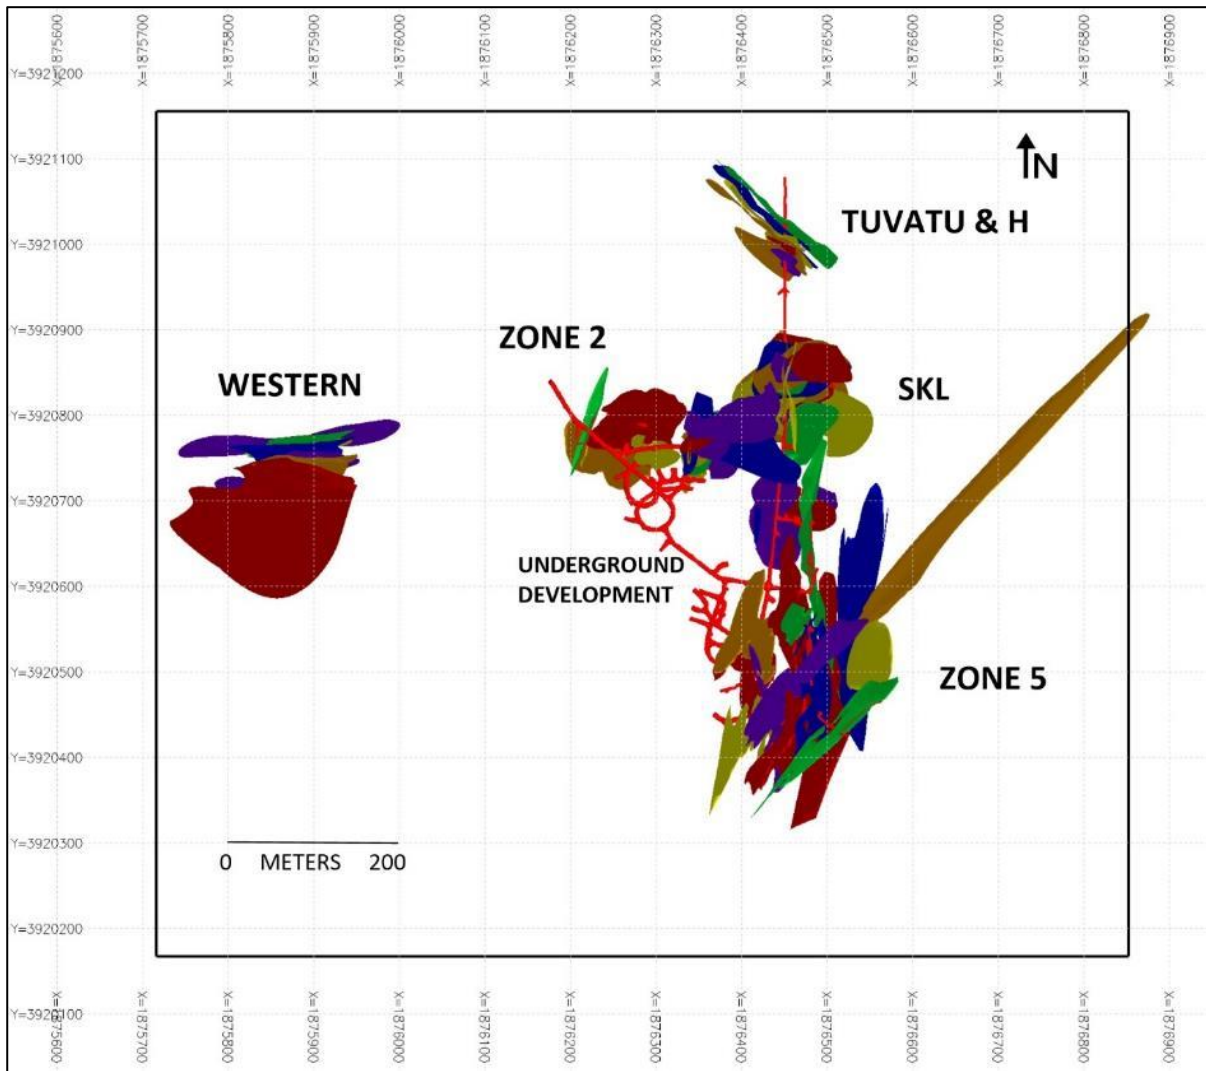 X=1875600
X=1875700
X=1875800
X=1875900
X=1876000
X=1876100
X=1876200
X=1876300
X=1876400
X=1876500
X=1876600
X=1876700
X=1876800
X=1876900
Y=3921200
Y=3921100
N
TUVATU & H
Y=3921000
Y=3920900
ZONE 2
WESTERN
SKL
Y=3920800
Y=3920700
UNDERGROUND
DEVELOPMENT
Y=3920600
Y=3920500
ZONE 5
Y=3920400
Y=3920300
0 METERS 200
Y=3920200
Y=3920100
X=1875600
X=1875700
X=1875800
X=1875900
X=1876000
X=1876100
X=1876200
X=1876300
X=1876400
X=1876500
X=1876600
X=1876700
X=1876800
X=1876900